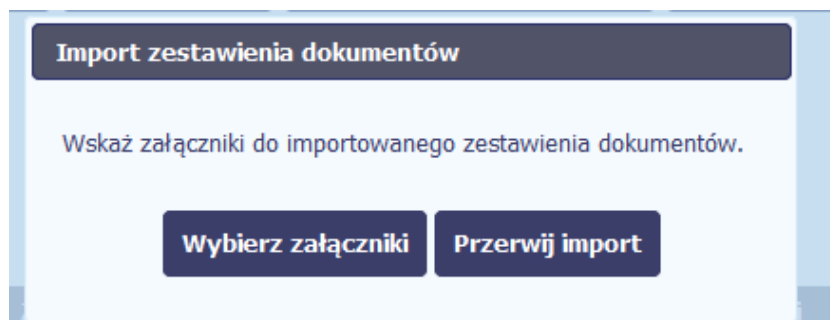 Import zestawienia dokumentów
Wskaż załączniki do importowanego zestawienia dokumentów.
Wybierz załączniki Przerwij import